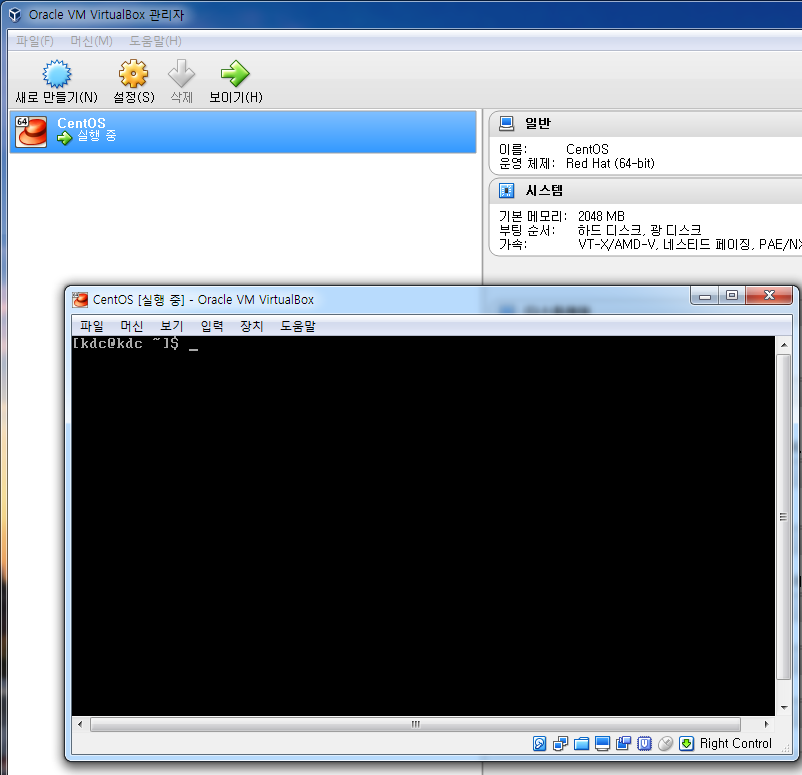 Oracle VM VirtualBox 관리자
파일(F) 머신(M) 도움말(H)
새로 만들기(N) 설정(S) 삭제 보이기(H)
64
CentOS
실행 중
일반
이름: CentOS
운영 체제: Red Hat (64-bit)
시스템
기본 메모리: 2048 MB
부팅 순서: 하드 디스크, 광 디스크
가속: VT-X/AMD-V, 네스티드 페이징, PAE/NX
CentOS [실행 중] - Oracle VM VirtualBox
파일 머신 보기 입력 장치 도움말
[kdc@kdc ~]$ _
Right Control